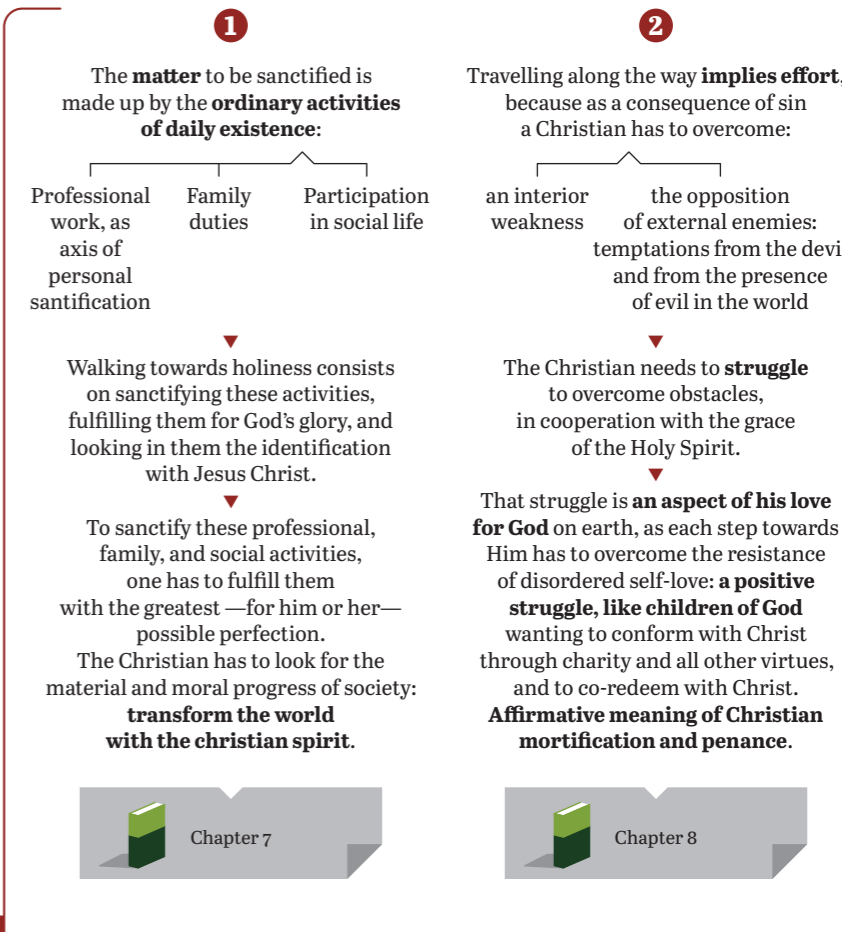 1
The matter to be sanctified is
made up by the ordinary activities
of daily existence:
Professional
work, as
axis of
personal
santification
Family
duties
Participation
in social life
Walking towards holiness consists
on sanctifying these activities,
fulfilling them for God's glory, and
looking in them the identification
with Jesus Christ.
To sanctify these professional,
family, and social activities,
one has to fulfill them
with the greatest —for him or her—
possible perfection.
The Christian has to look for the
material and moral progress of society:
transform the world
with the christian spirit.
Chapter 7
2
Travelling along the way implies effort,
because as a consequence of sin
a Christian has to overcome:
an interior
weakness
the opposition
of external enemies:
temptations from the devi
and from the presence
of evil in the world
The Christian needs to struggle
to overcome obstacles,
in cooperation with the grace
of the Holy Spirit.
That struggle is an aspect of his love
for God on earth, as each step towards
Him has to overcome the resistance
of disordered self-love: a positive
struggle, like children of God
wanting to conform with Christ
through charity and all other virtues,
and to co-redeem with Christ.
Affirmative meaning of Christian
mortification and penance.
Chapter 8